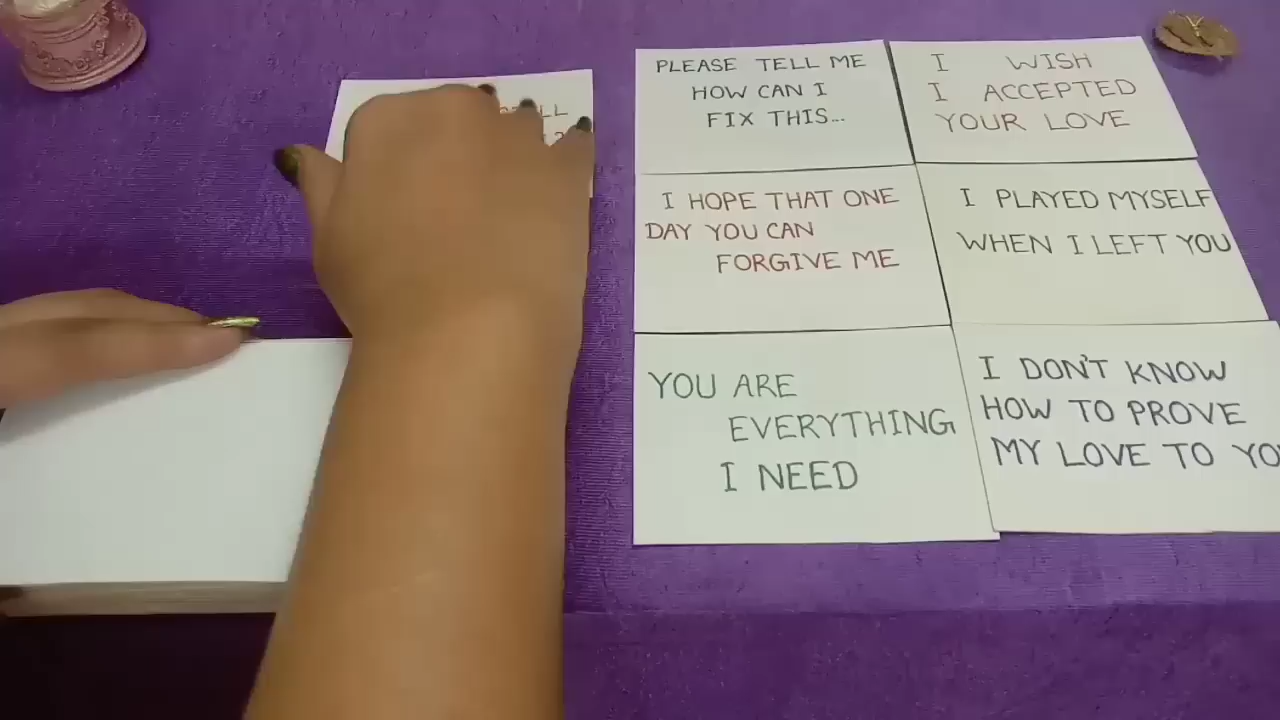 PLEASE TELL ME
HOW CAN I
FIX THIS...
I WISH
I ACCEPTED
YOUR LOVE
I HOPE THAT ONE
DAY YOU CAN
FORGIVE ME
I PLAYED MYSELF
WHEN I LEFT YOU
YOU ARE
EVERYTHING
I NEED
I DON'T KNOW
HOW TO PROVE
MY LOVE TO YO